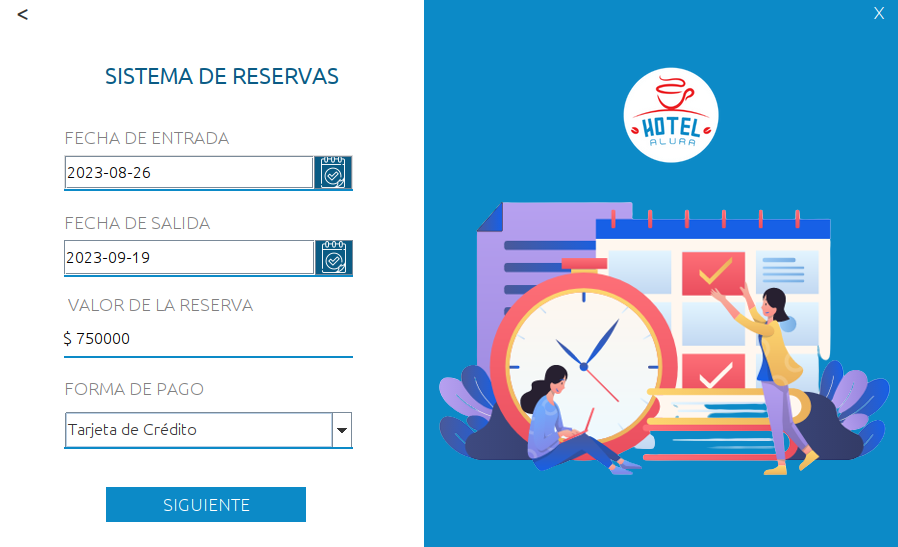 <
X
SISTEMA DE RESERVAS
FECHA DE ENTRADA
2023-08-26
FECHA DE SALIDA
2023-09-19
VALOR DE LA RESERVA
$ 750000
FORMA DE PAGO
Tarjeta de Crédito
SIGUIENTE
HOTEL
ALURA